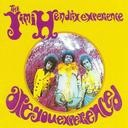 THE
JIMI HENDRIX EXPERIENCE
are you experienced